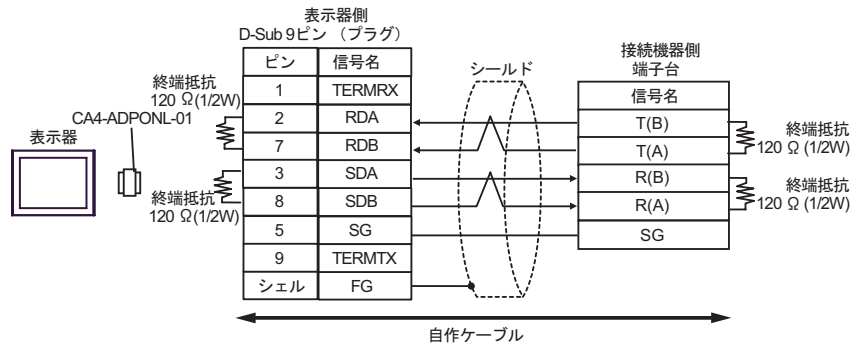 表示器側
D-Sub 9ピン （プラグ）
ピン 信号名
1 TERMRX
2 RDA
7 RDB
3 SDA
8 SDB
5 SG
9 TERMTX
シェル FG
終端抵抗
120 Ω(1/2W)
CA4-ADPONL-01
表示器
終端抵抗
120 Ω(1/2W)
シールド
接続機器側
端子台
信号名
T(B)
T(A)
R(B)
R(A)
SG
終端抵抗
120 Ω (1/2W)
終端抵抗
120 Ω (1/2W)
自作ケーブル